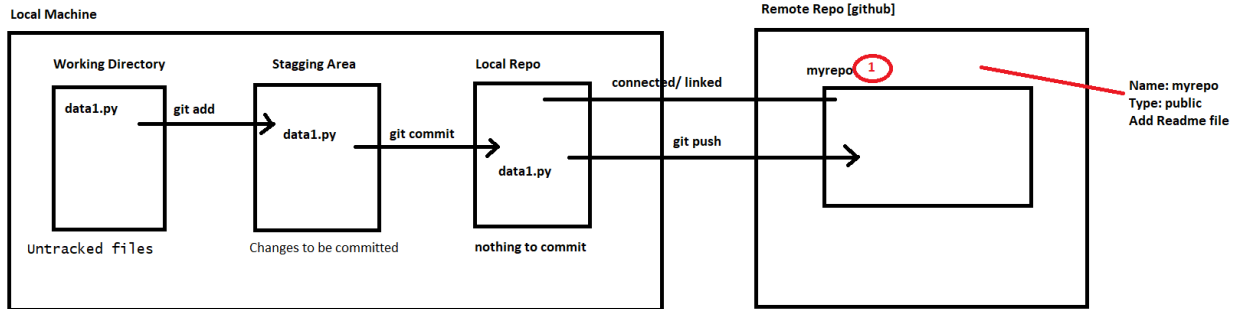 Local Machine
Remote Repo [github]
Working Directory
Stagging Area
Local Repo
myrepo 1
connected/ linked
Name: myrepo
Type: public
Add Readme file
data1.py
git add
data1.py
git commit
data1.py
git push
Untracked files
Changes to be committed
nothing to commit